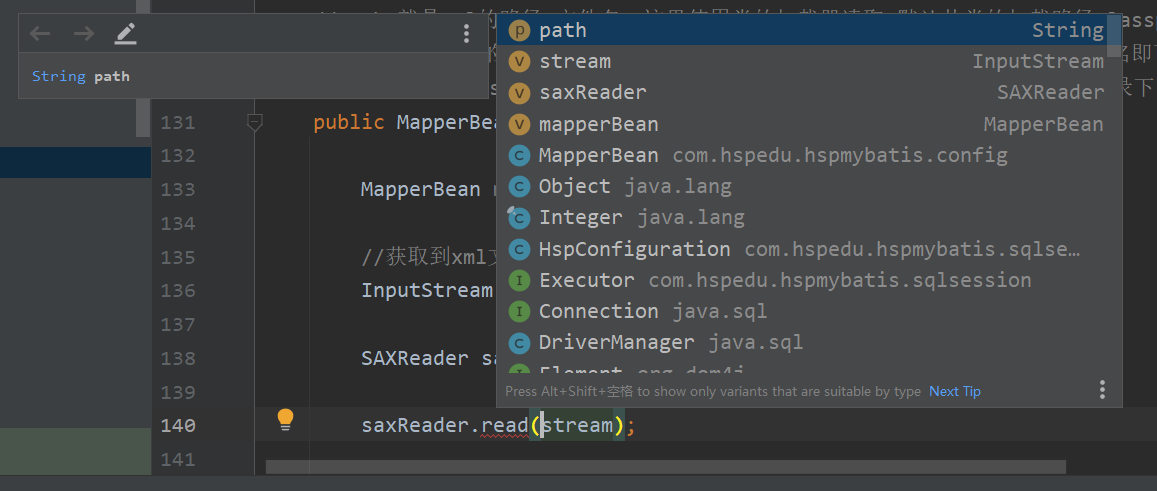 String path
path String
stream InputStream
saxReader SAXReader
mapperBean MapperBean
MapperBean com.hspedu.hspmybatis.config
Object java.lang
Integer java.lang
HspConfiguration com.hspedu.hspmybatis.sqlse…
Executor com.hspedu.hspmybatis.sqlsession
Connection java.sql
DriverManager java.sql
Element org.dom4j
Press Alt+Shift+空格 to show only variants that are suitable by type Next Tip
131 public MapperBea
132
133 MapperBean
134
135 //获取到xml文
136 InputStream
137
138 SAXReader sa
139
140 saxReader.read(stream);
141